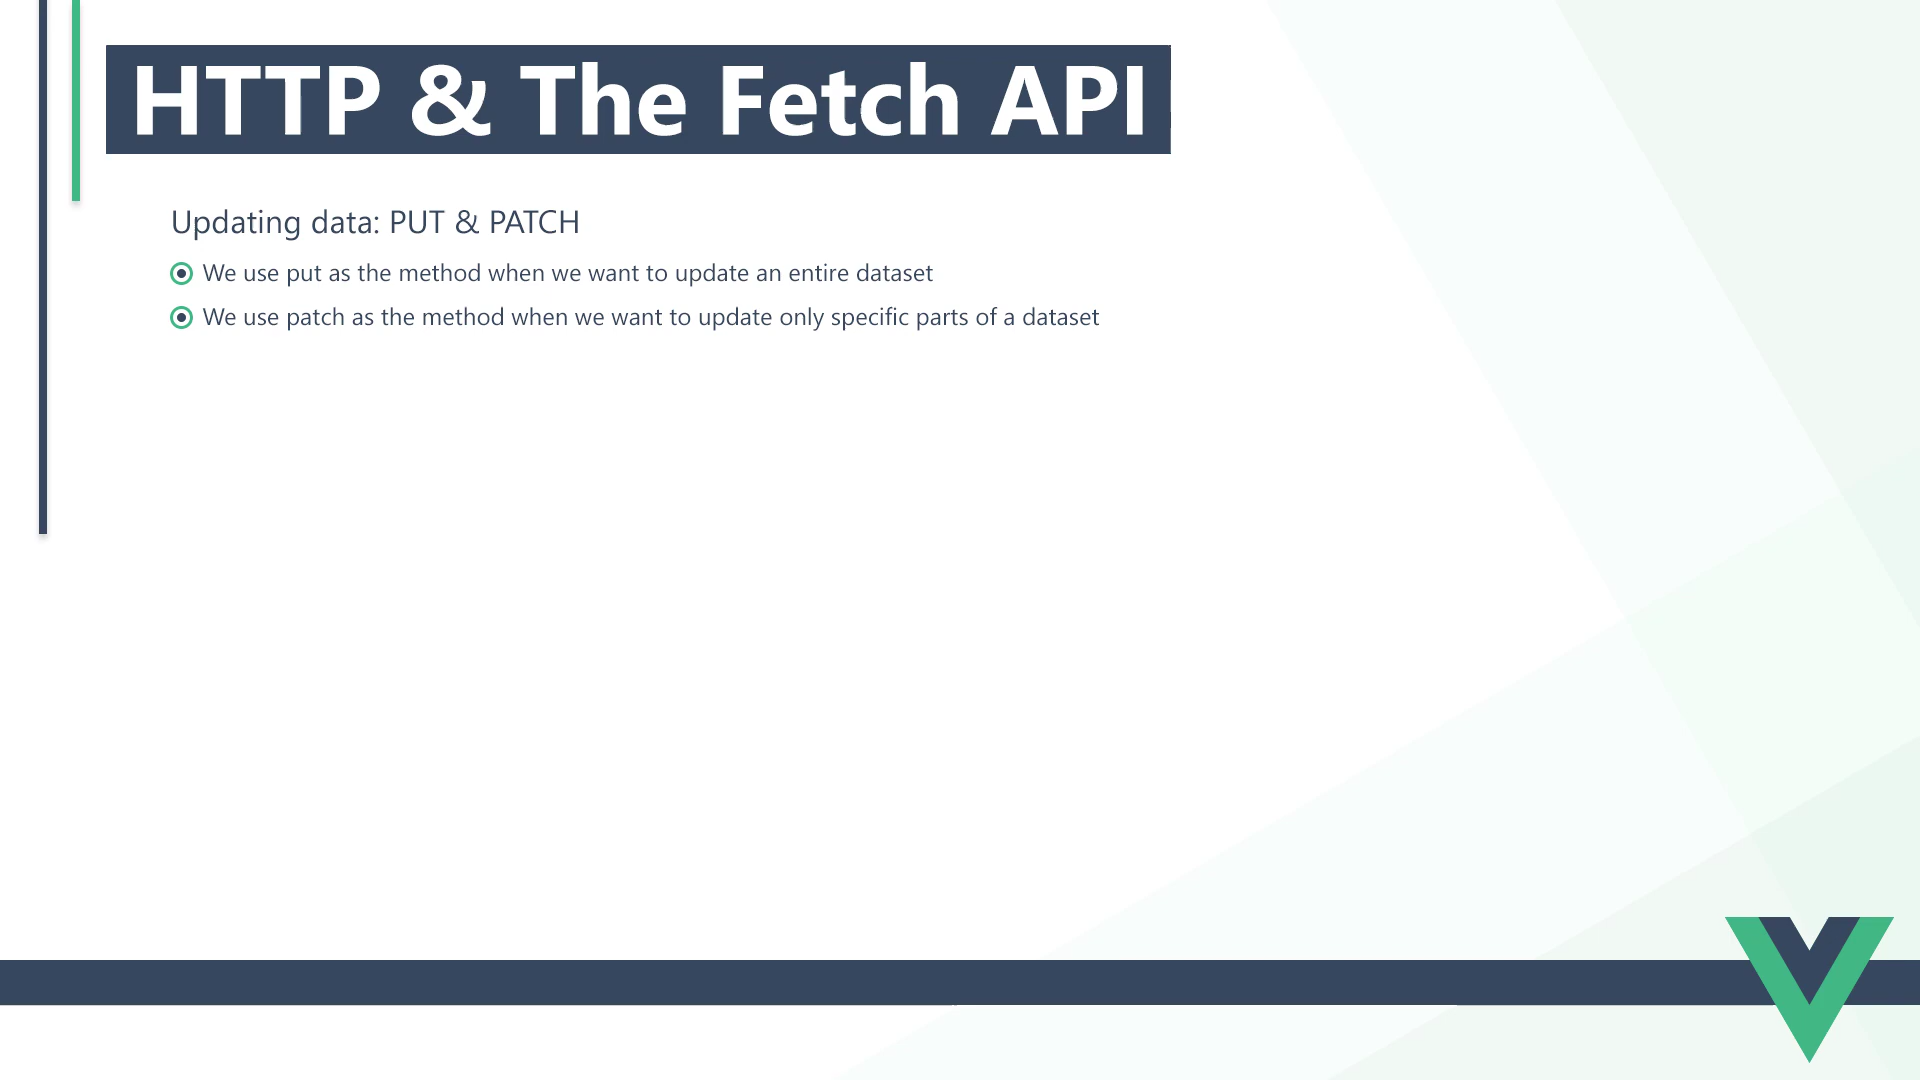 HTTP & The Fetch API
Updating data: PUT & PATCH
We use put as the method when we want to update an entire dataset
We use patch as the method when we want to update only specific parts of a dataset